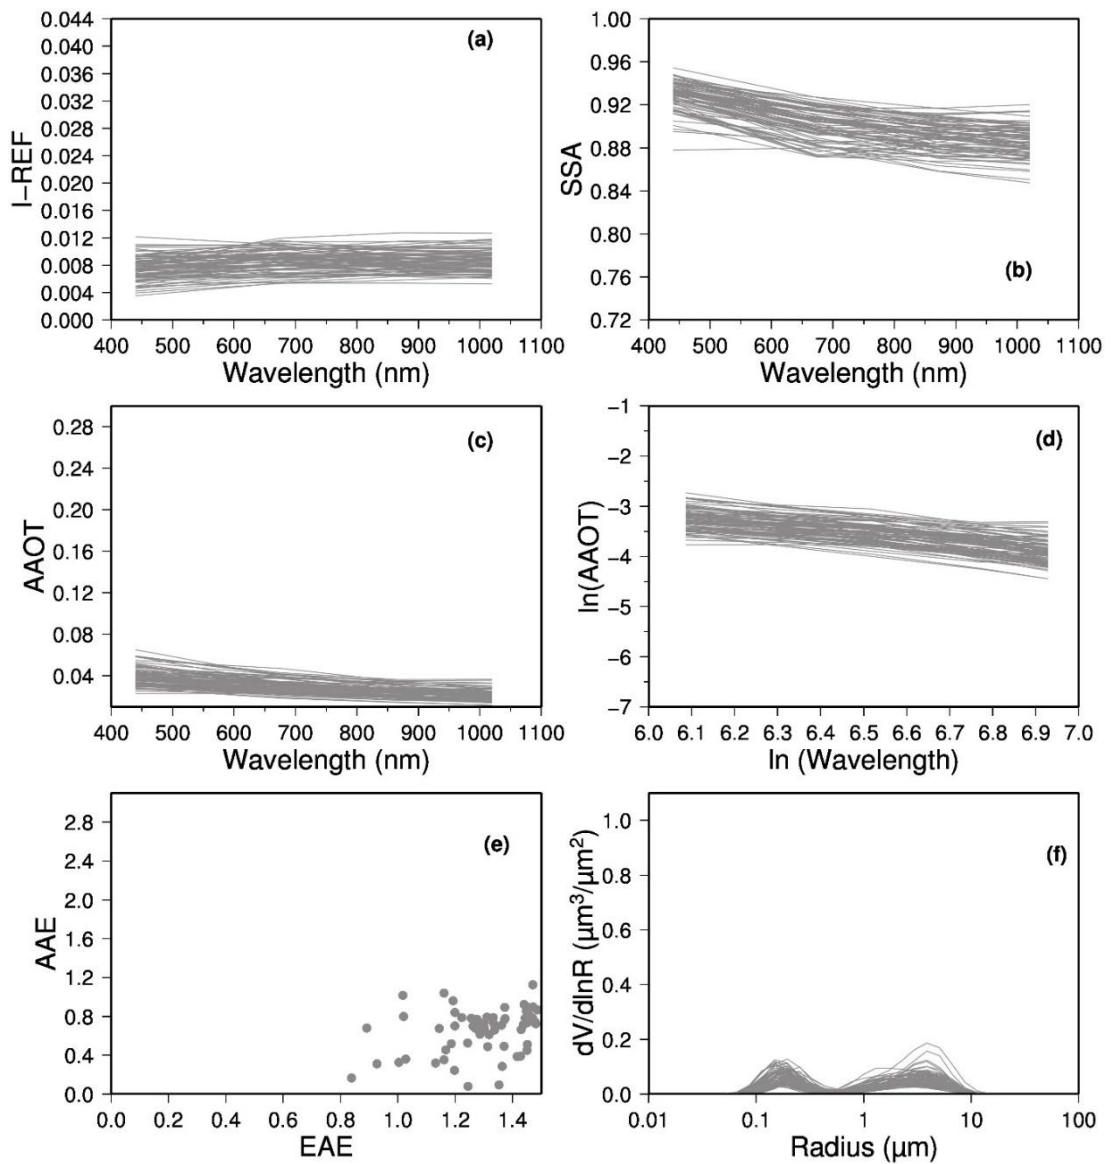 0.044
0.040
0.036
0.032
0.028
0.024
0.020
0.016
0.012
0.008
0.004
0.000
I−REF
(a)
400 500 600 700 800 900 1000 1100
Wavelength (nm)
1.00
0.96
0.92
0.88
0.84
0.80
0.76
0.72
SSA
(b)
400 500 600 700 800 900 1000 1100
Wavelength (nm)
0.28
0.24
0.20
0.16
0.12
0.08
0.04
AAOT
(c)
400 500 600 700 800 900 1000 1100
Wavelength (nm)
−1
−2
−3
−4
−5
−6
−7
ln(AAOT)
(d)
6.0 6.1 6.2 6.3 6.4 6.5 6.6 6.7 6.8 6.9 7.0
ln (Wavelength)
2.8
2.4
2.0
1.6
1.2
0.8
0.4
0.0
AAE
(e)
0.0 0.2 0.4 0.6 0.8 1.0 1.2 1.4
EAE
1.0
0.8
0.6
0.4
0.2
0.0
dV/dlnR (µm³/µm²)
(f)
0.01 0.1 1 10 100
Radius (µm)